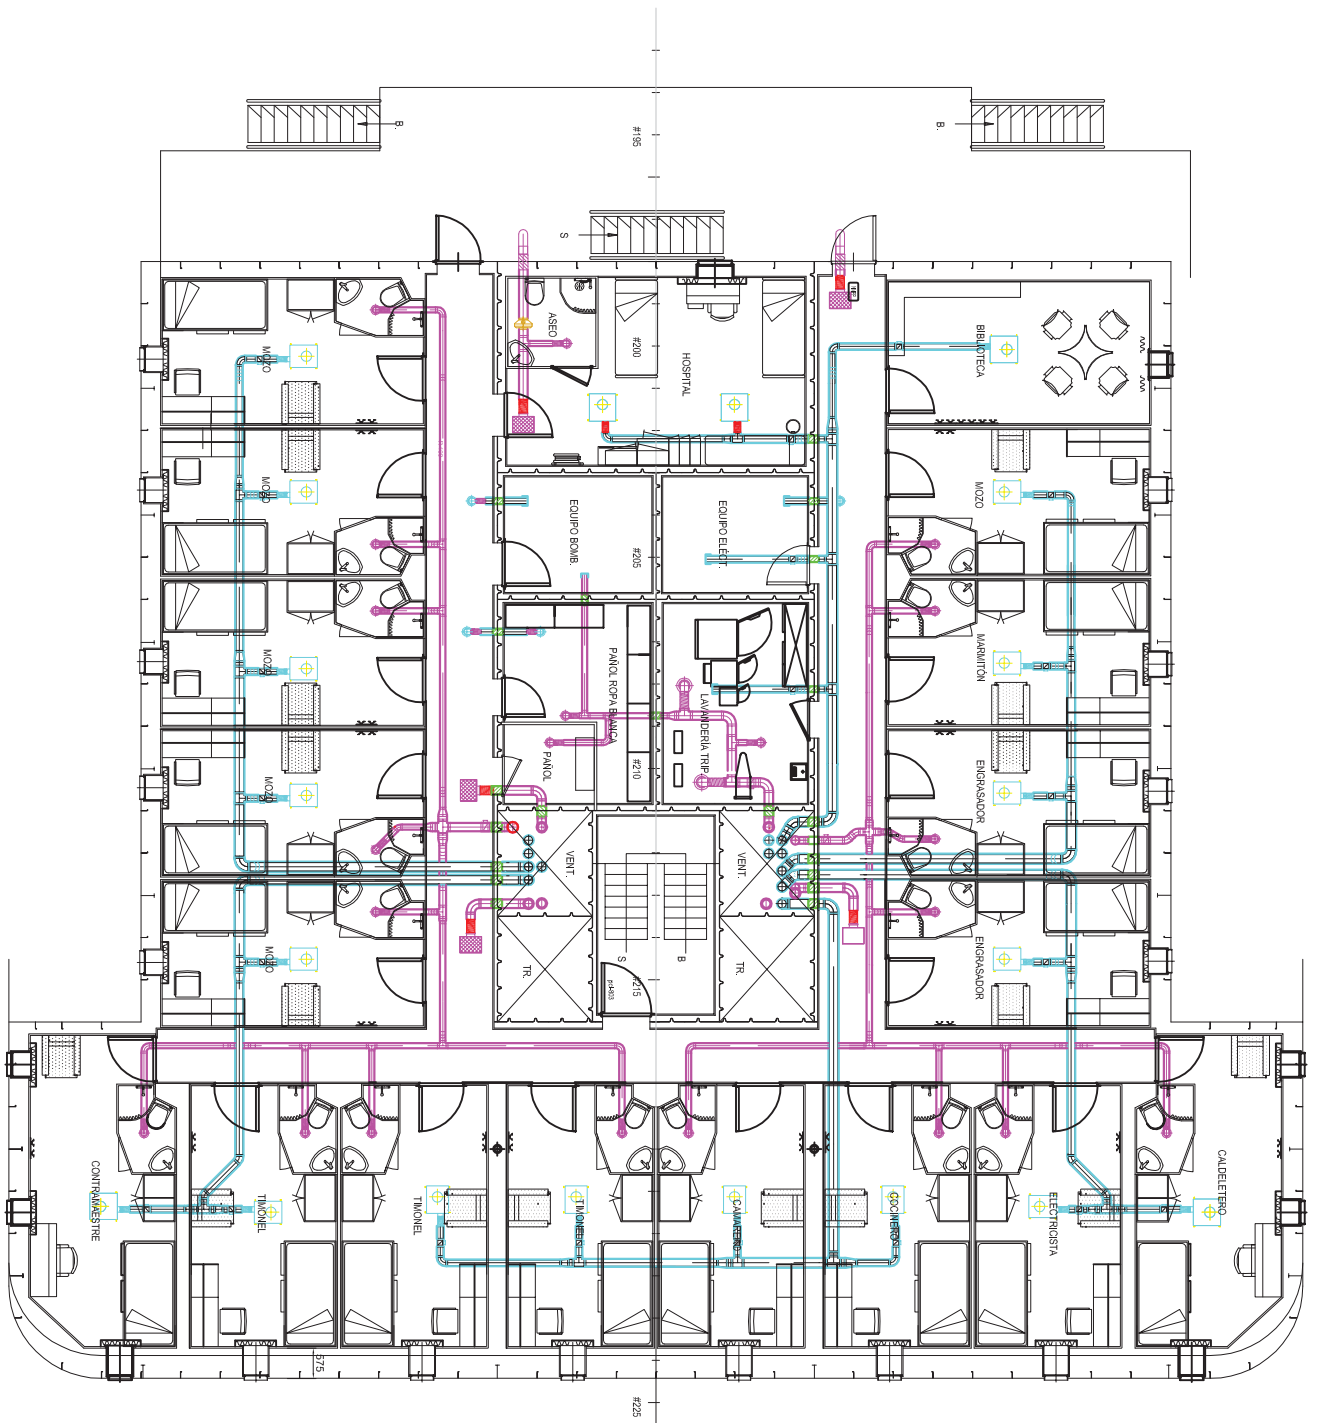 B.
B.
#195
S
ASEO
#200
HOSPITAL
BIBLIOTECA
MOZO
MOZO
MOZO
EQUIPO BOMB.
#205
EQUIPO ELÉCT.
MOZO
PAÑOL ROPA BLANCA
LAVANDERÍA TRIP.
MARMITÓN
MOZO
PAÑOL
#210
ENGRASADOR
VENT.
VENT.
MOZO
TR.
S
B
TR.
ENGRASADOR
#215
CONTRAMAESTRE
TIMONEL
TIMONEL
TIMONEL
CAMARERO
COCINERO
ELECTRICISTA
CALDELETERO
575
#225